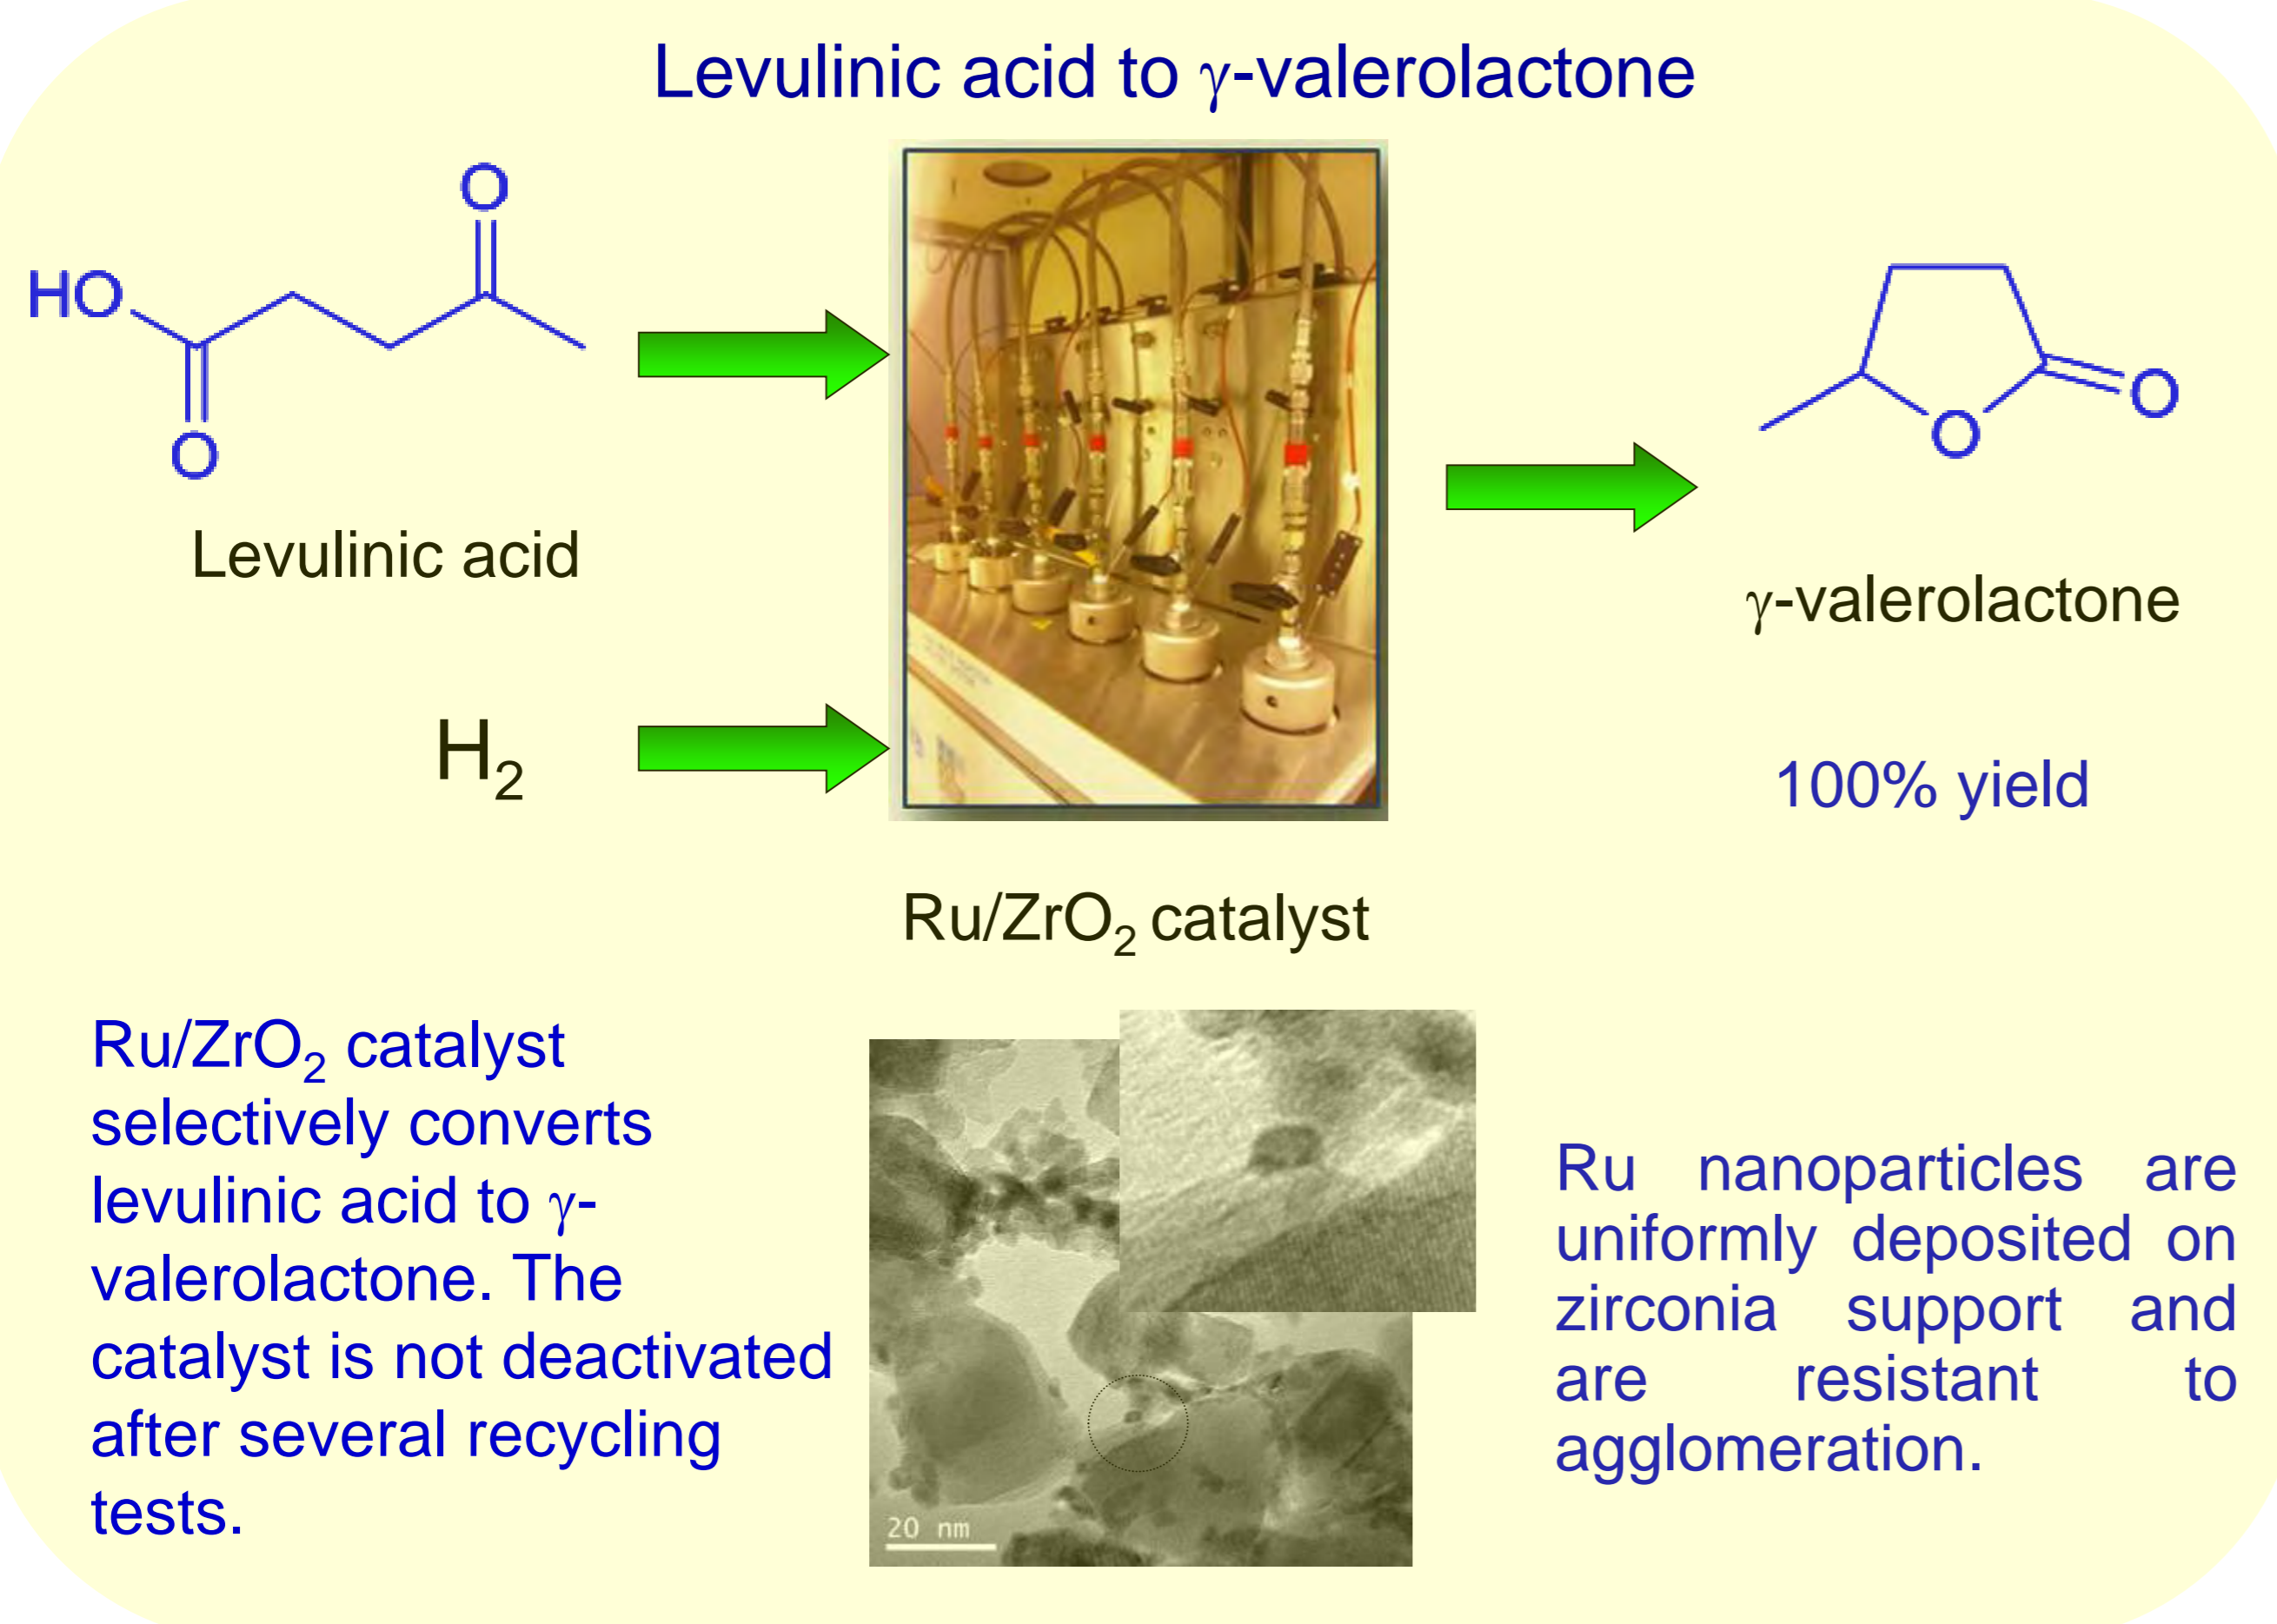 Levulinic acid to γ-valerolactone
O
HO
O
Levulinic acid
H₂
O
O
γ-valerolactone
100% yield
Ru/ZrO₂ catalyst
Ru/ZrO₂ catalyst
selectively converts
levulinic acid to γ-
valerolactone. The
catalyst is not deactivated
after several recycling
tests.
20 nm
Ru nanoparticles are
uniformly deposited on
zirconia support and
are resistant to
agglomeration.